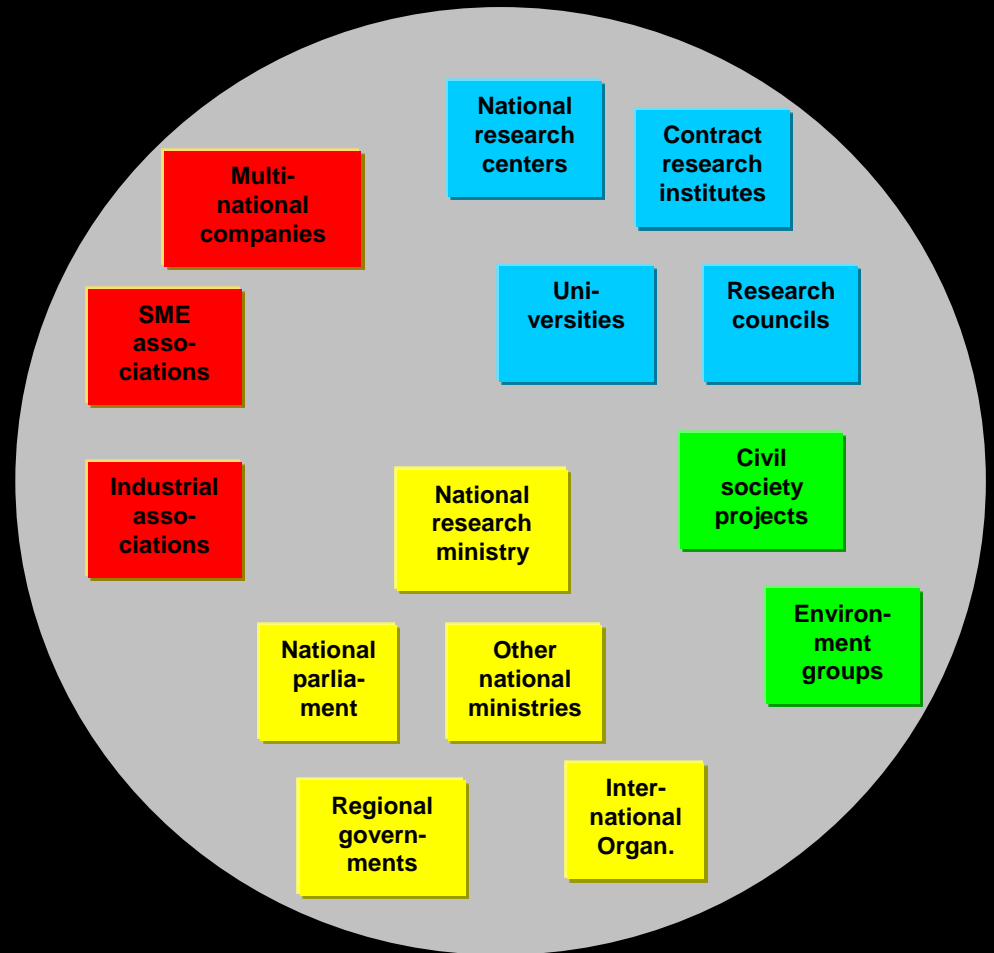 National
research
centers
Contract
research
institutes
Multi-
national
companies
Uni-
versities
Research
councils
SME
asso-
ciations
Civil
society
projects
Industrial
asso-
ciations
National
research
ministry
Environ-
ment
groups
National
parlia-
ment
Other
national
ministries
Regional
govern-
ments
Inter-
national
Organ.